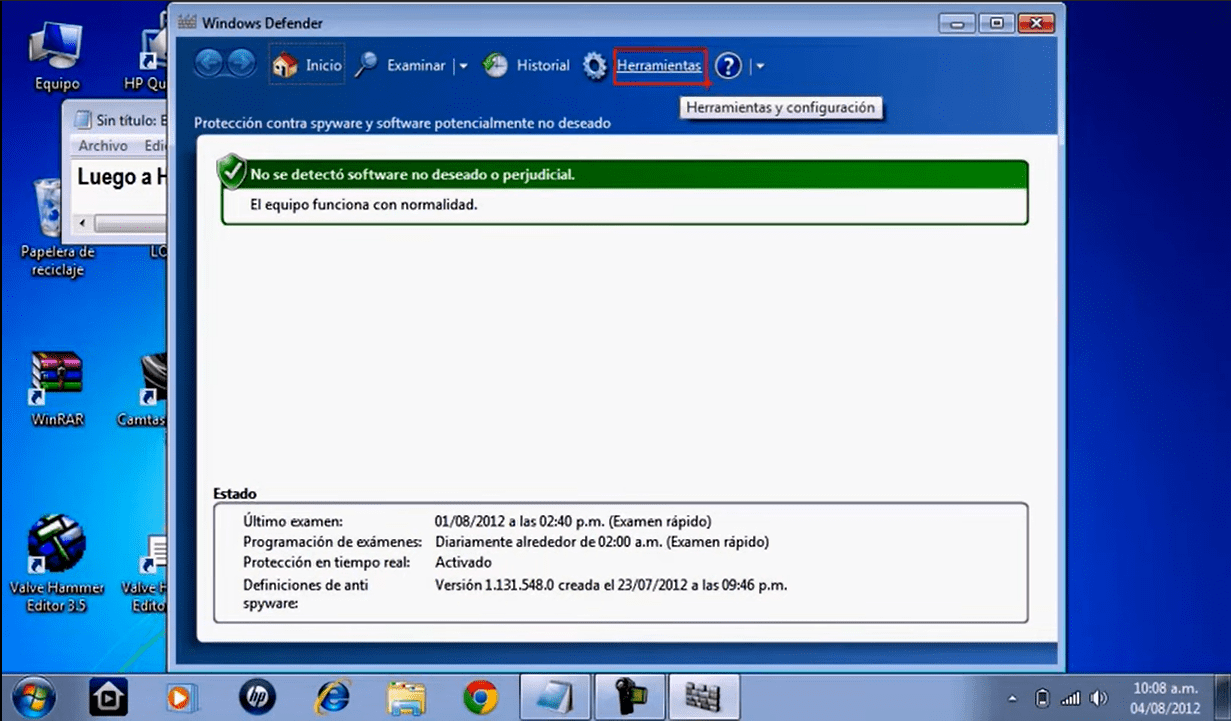 Windows Defender
Inicio
Examinar
Historial
Herramientas
?
Herramientas y configuración
Protección contra spyware y software potencialmente no deseado
No se detectó software no deseado o perjudicial.
El equipo funciona con normalidad.
Estado
Último examen: 01/08/2012 a las 02:40 p.m. (Examen rápido)
Programación de exámenes: Diariamente alrededor de 02:00 a.m. (Examen rápido)
Protección en tiempo real: Activado
Definiciones de anti spyware: Versión 1.131.548.0 creada el 23/07/2012 a las 09:46 p.m.
Equipo
HP Qu
Sin título: B
Archivo Edi
Luego a H
Papelera de
reciclaje
LO
WinRAR
Camtas
Valve Hammer
Editor 3.5
Valve H
Edito
hp
10:08 a.m.
04/08/2012